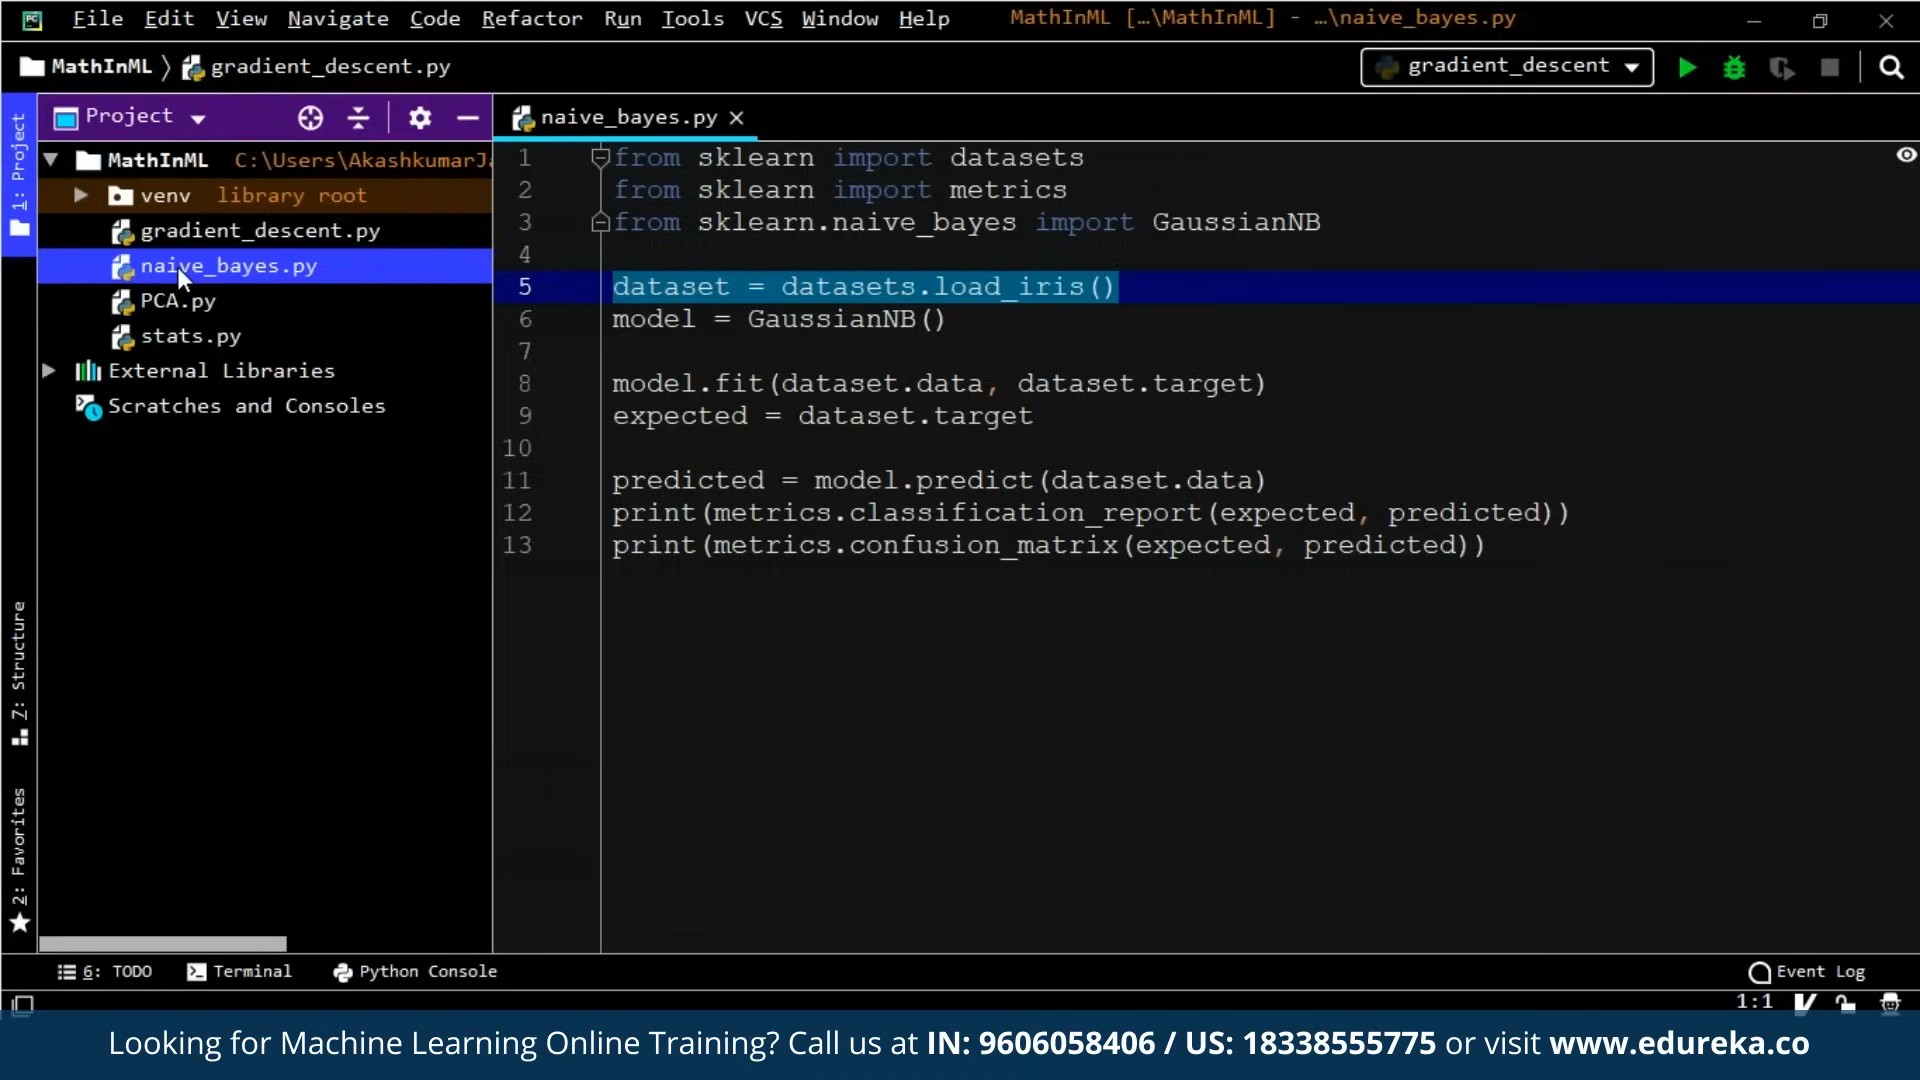 File Edit View Navigate Code Refactor Run Tools VCS Window Help MathInML […\MathInML] - …\naive_bayes.py
MathInML gradient_descent.py gradient_descent
1: Project
Project
naive_bayes.py
MathInML C:\Users\AkashkumarJa
venv library root
gradient_descent.py
naive_bayes.py
PCA.py
stats.py
External Libraries
Scratches and Consoles
1 from sklearn import datasets
2 from sklearn import metrics
3 from sklearn.naive_bayes import GaussianNB
4
5 dataset = datasets.load_iris()
6 model = GaussianNB()
7
8 model.fit(dataset.data, dataset.target)
9 expected = dataset.target
10
11 predicted = model.predict(dataset.data)
12 print(metrics.classification_report(expected, predicted))
13 print(metrics.confusion_matrix(expected, predicted))
7: Structure
2: Favorites
6: TODO Terminal Python Console Event Log
1:1
Looking for Machine Learning Online Training? Call us at IN: 9606058406 / US: 18338555775 or visit www.edureka.co